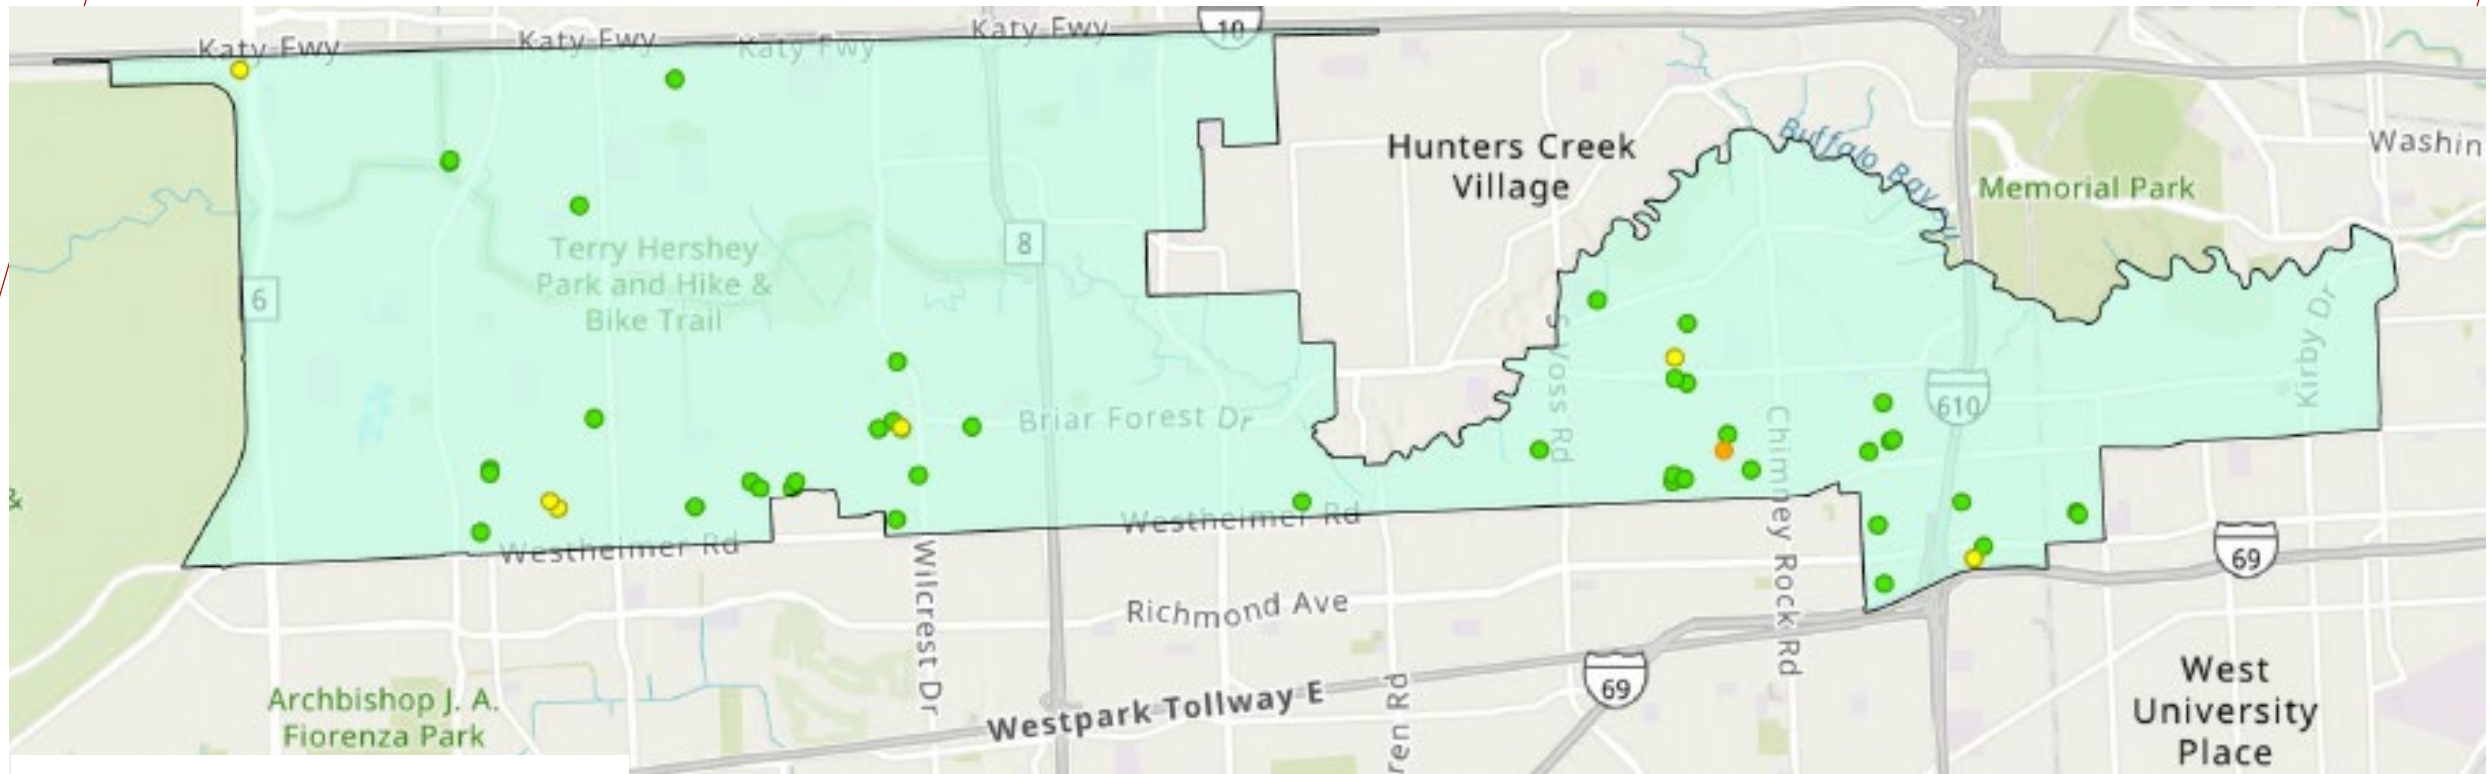 Katy Fwy
Katy Fwy
Katy Fwy
Katy Fwy
10
Hunters Creek
Village
Buffalo Bayou
Memorial Park
Washin
Terry Hershey
Park and Hike &
Bike Trail
8
6
S Voss Rd
Kirby Dr
610
Briar Forest Dr
Chimney Rock Rd
&
Westheimer Rd
Westheimer Rd
Wilcrest Dr
69
Richmond Ave
69
West
University
Place
Archbishop J. A.
Fiorenza Park
Westpark Tollway E
ren Rd